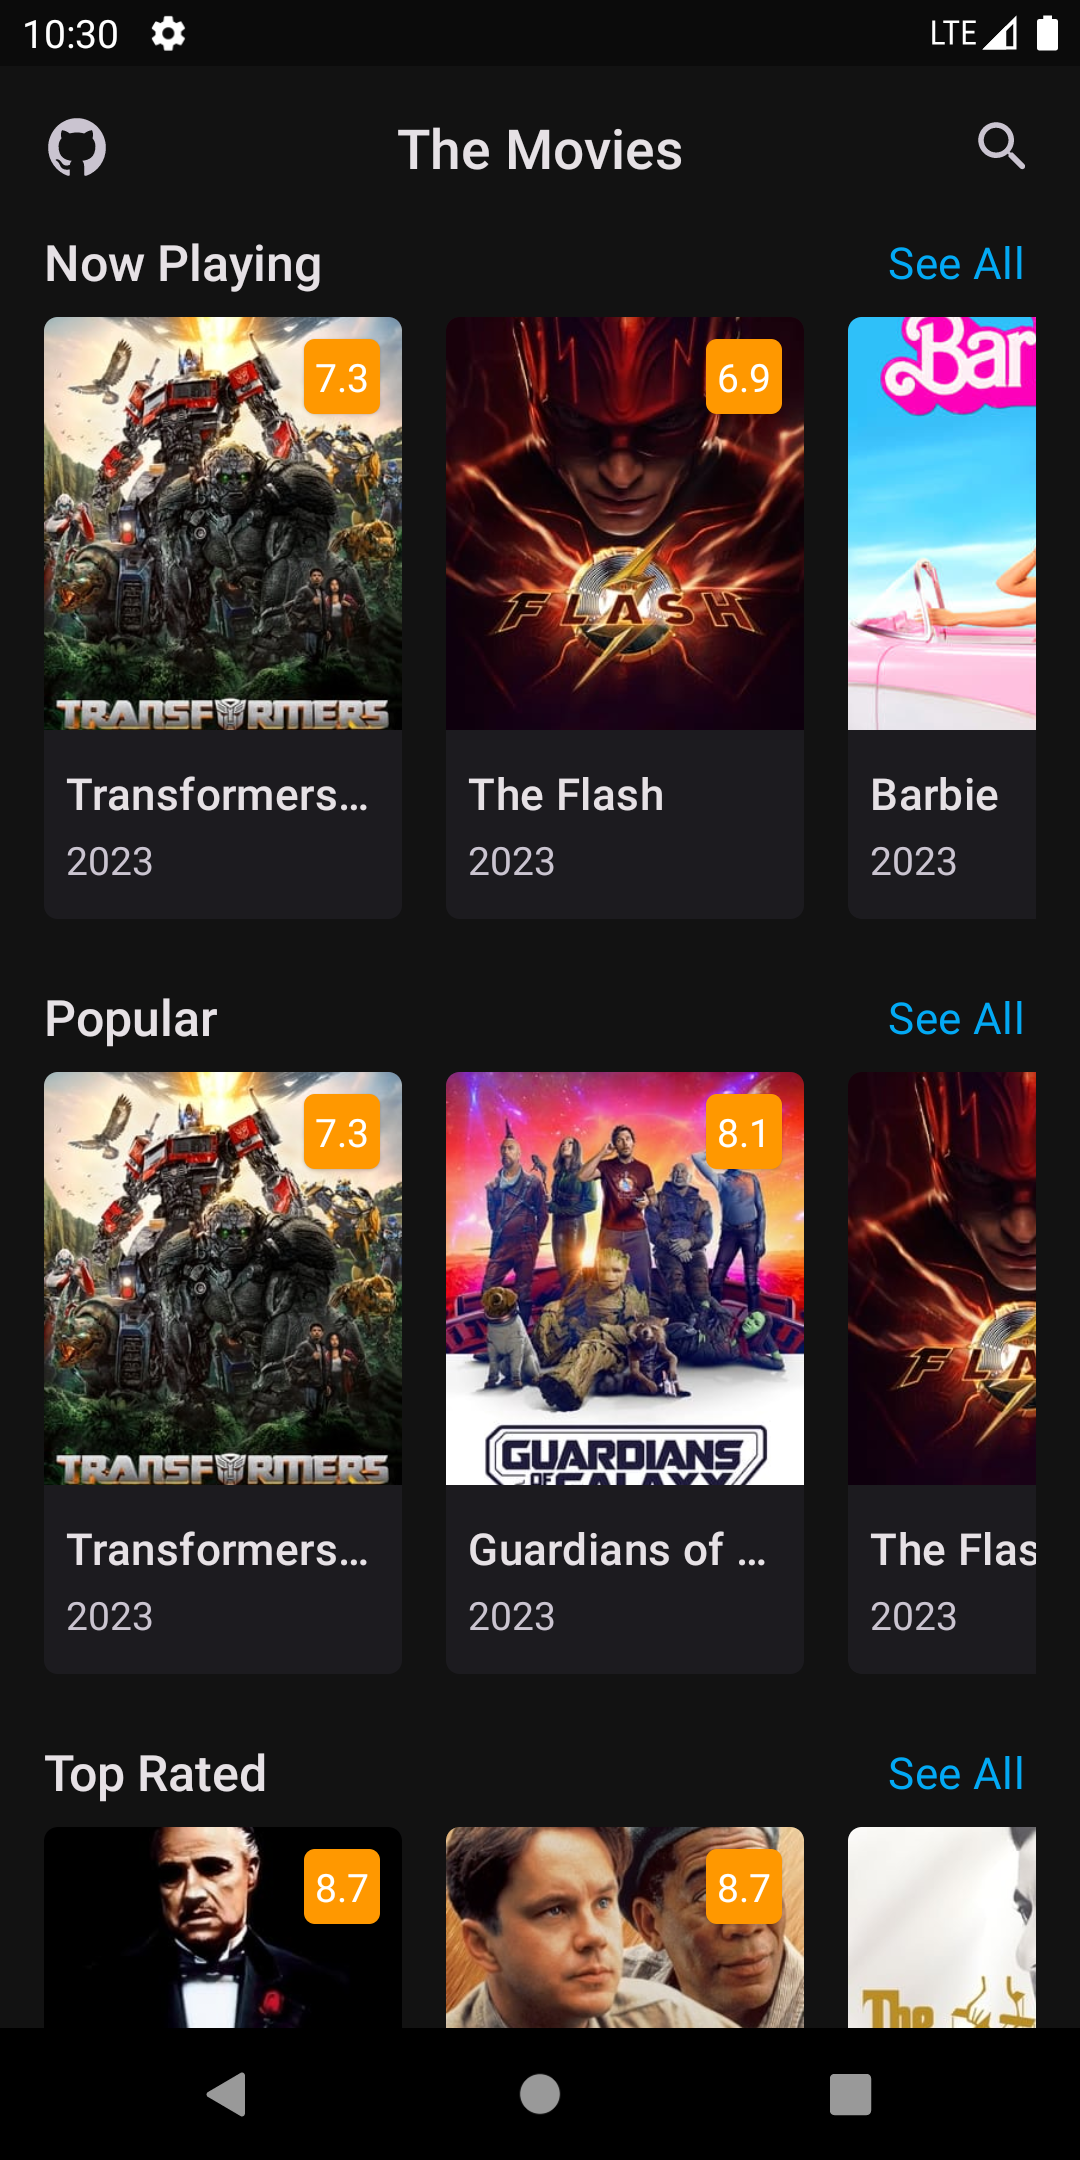 10:30
LTE
The Movies
Now Playing
See All
7.3
6.9
Bar
FLASH
TRANSFORMERS
Transformers...
The Flash
Barbie
2023
2023
2023
Popular
See All
7.3
8.1
FLA
TRANSFORMERS
GUARDIANS
OF GALAXY
Transformers...
Guardians of ...
The Flas
2023
2023
2023
Top Rated
See All
8.7
8.7
The